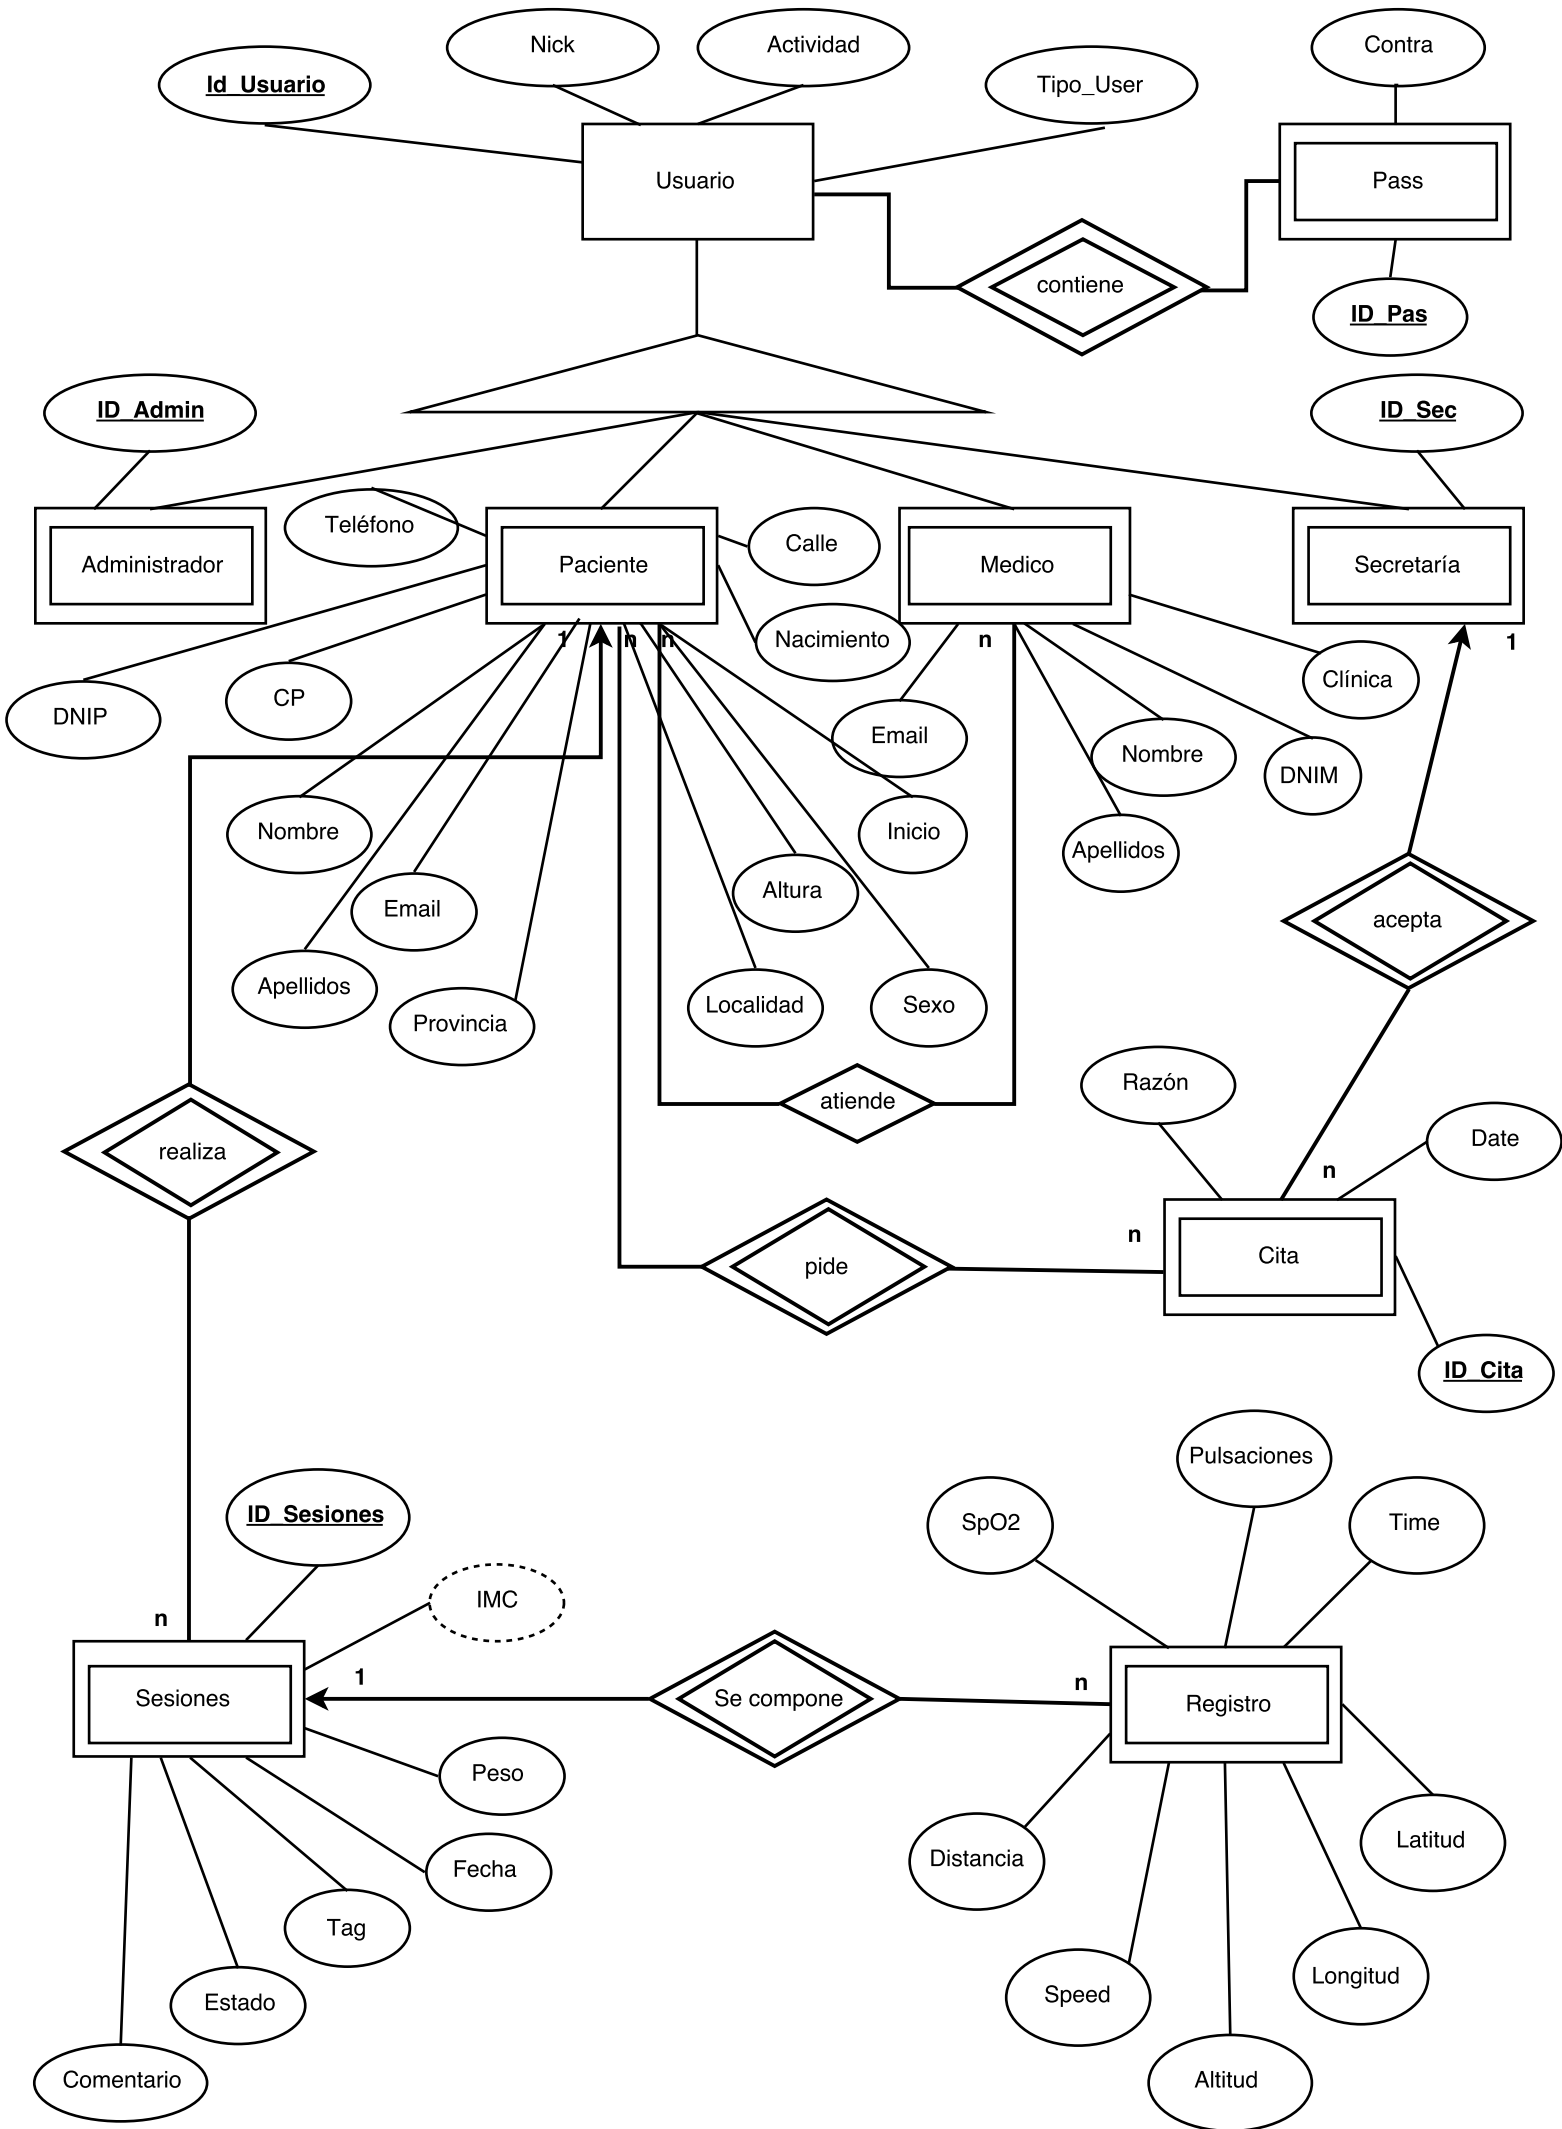 Nick
Actividad
Contra
Id_Usuario
Tipo_User
Usuario
Pass
contiene
ID_Pas
ID_Admin
ID_Sec
Teléfono
Calle
Administrador
Paciente
Medico
Secretaría
1
n
n
Nacimiento
n
1
Clínica
CP
DNIP
Email
Nombre
DNIM
Nombre
Inicio
Apellidos
Altura
Email
acepta
Apellidos
Localidad
Sexo
Provincia
Razón
atiende
Date
realiza
n
n
Cita
pide
ID_Cita
Pulsaciones
ID_Sesiones
SpO2
Time
IMC
n
1
n
Sesiones
Se compone
Registro
Peso
Latitud
Distancia
Fecha
Tag
Longitud
Speed
Estado
Comentario
Altitud